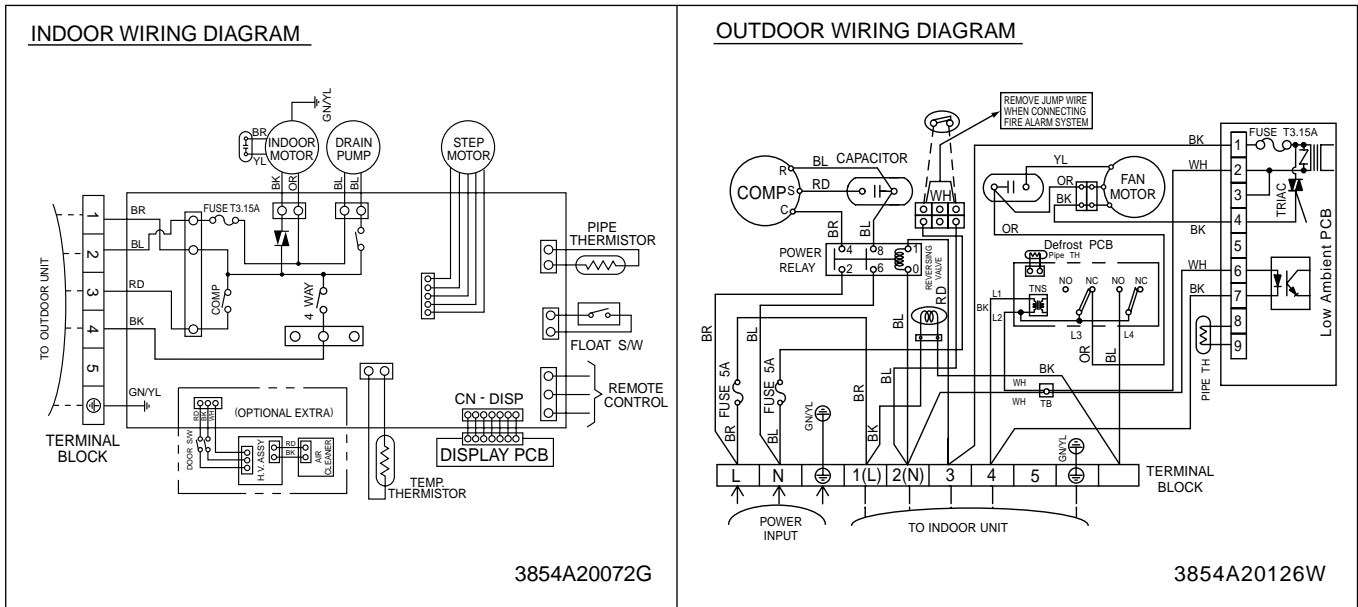 INDOOR WIRING DIAGRAM
GN/YL
BR
YL
INDOOR
MOTOR
DRAIN
PUMP
STEP
MOTOR
BK
OR
BL
BL
TO OUTDOOR UNIT
1
2
3
4
5
BR
BL
RD
BK
GN/YL
FUSE T3.15A
COMP
4 WAY
PIPE
THERMISTOR
FLOAT S/W
REMOTE
CONTROL
CN - DISP
DISPLAY PCB
TERMINAL
BLOCK
(OPTIONAL EXTRA)
RD
BK
WH
DOOR S/W
H.V. ASSY
RD
BK
AIR
CLEANER
TEMP.
THERMISTOR
3854A20072G
OUTDOOR WIRING DIAGRAM
REMOVE JUMP WIRE
WHEN CONNECTING
FIRE ALARM SYSTEM
COMP
R
S
C
BL
RD
CAPACITOR
WH
BR
BL
POWER
RELAY
4
8
1
2
6
0
REVERSING
VALVE
RD
YL
OR
BK
FAN
MOTOR
OR
BK
WH
BK
WH
BK
1
2
3
4
5
6
7
8
9
FUSE T3.15A
TRIAC
Low Ambient PCB
PIPE TH
Defrost PCB
Pipe TH
TNS
NO
NC
NO
NC
L1
BK
L2
L3
L4
OR
BL
BK
WH
WH
TB
BR
BL
BL
BR
BK
BL
FUSE 5A
FUSE 5A
BR
BL
GN/YL
GN/YL
L
N
1(L)
2(N)
3
4
5
TERMINAL
BLOCK
POWER
INPUT
TO INDOOR UNIT
3854A20126W